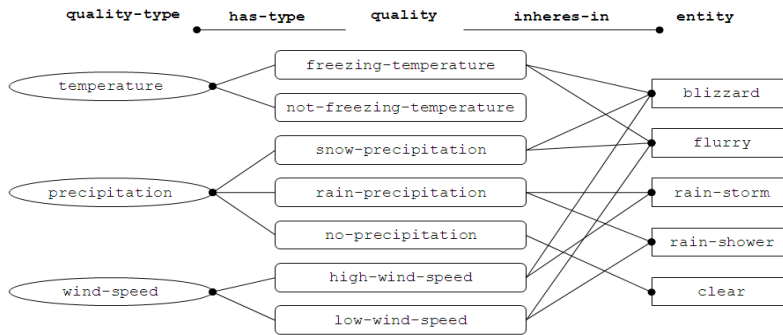 quality-type has-type quality inheres-in entity
freezing-temperature
temperature
blizzard
not-freezing-temperature
snow-precipitation
flurry
precipitation
rain-precipitation
rain-storm
no-precipitation
rain-shower
high-wind-speed
wind-speed
clear
low-wind-speed